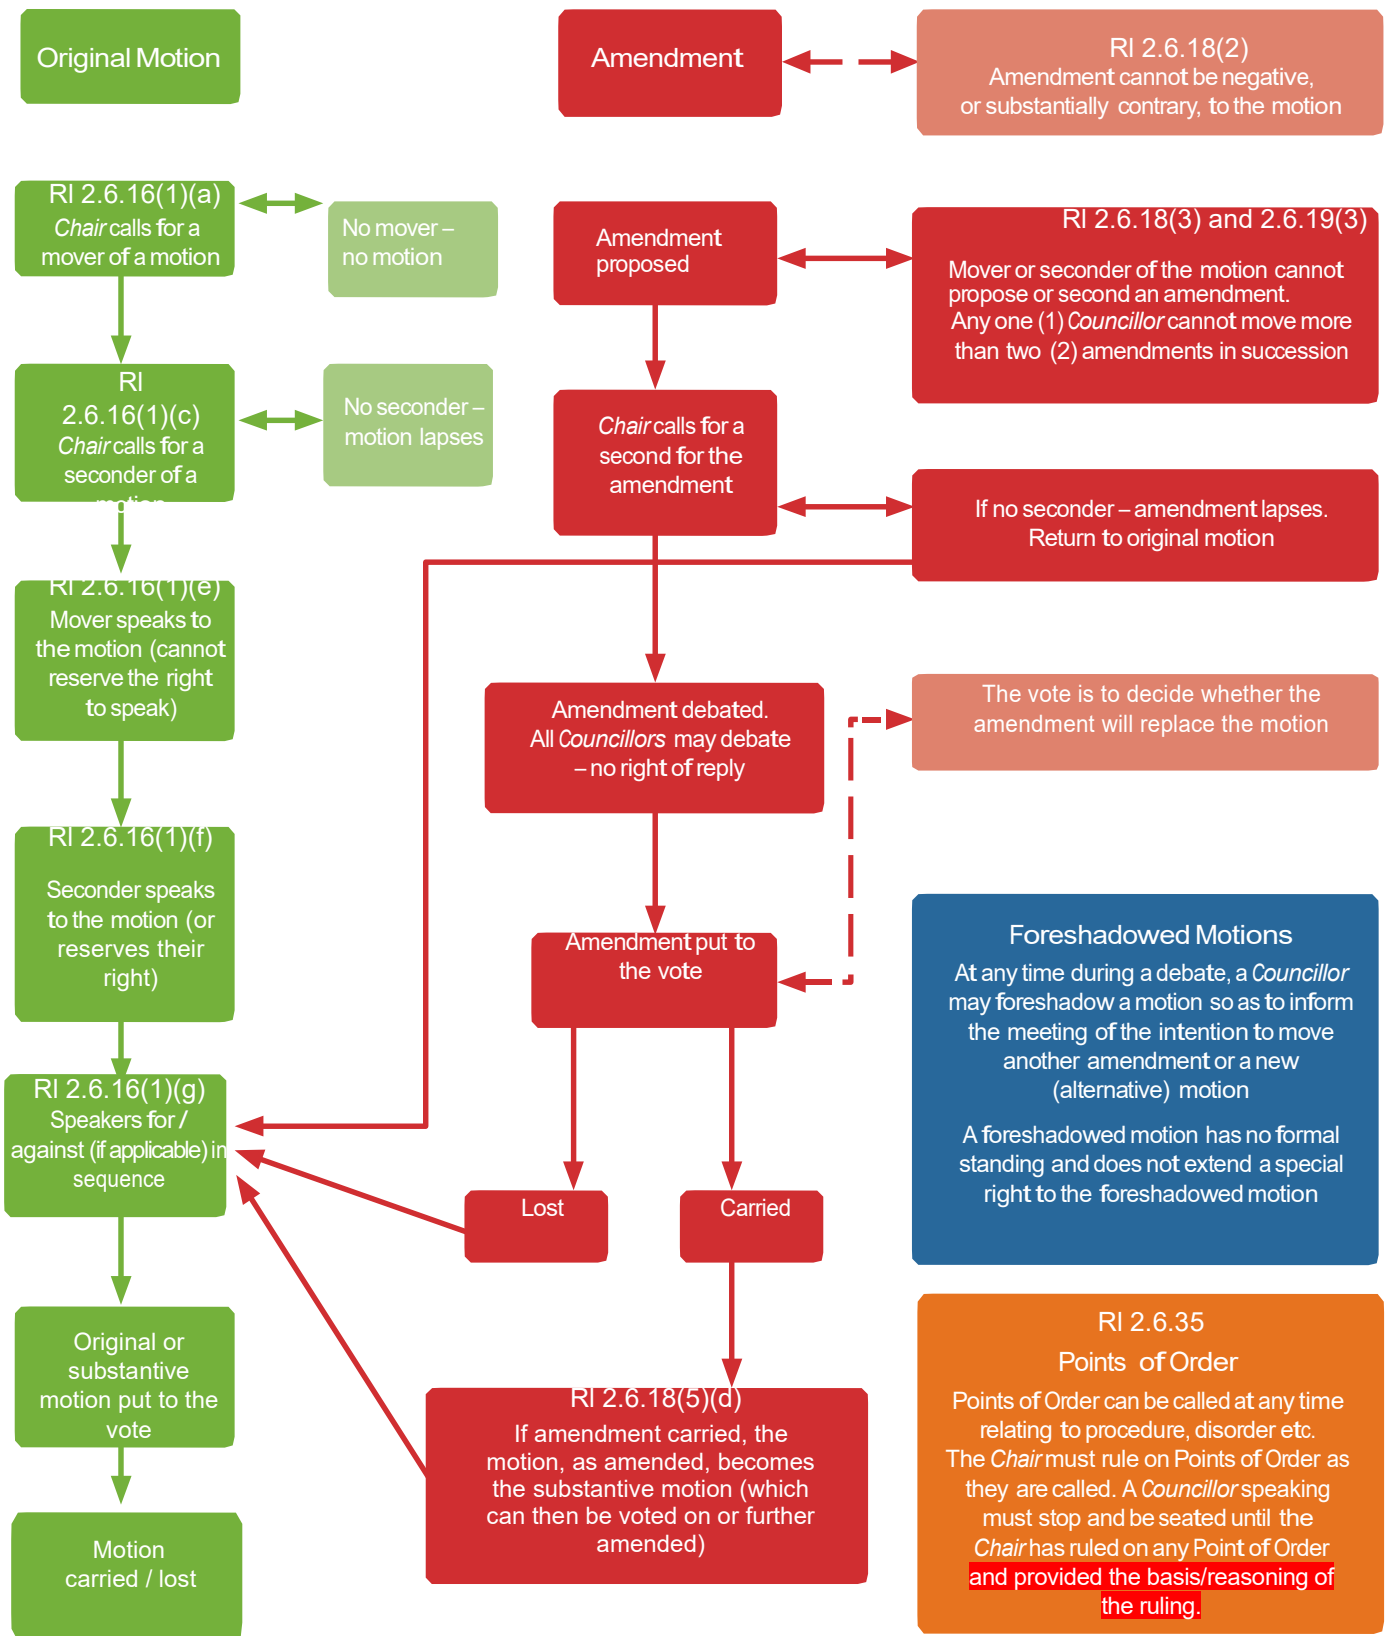 Original Motion
RI 2.6.16(1)(a)
Chair calls for a
mover of a motion
No mover –
no motion
RI
2.6.16(1)(c)
Chair calls for a
seconder of a
motion
No seconder –
motion lapses
RI 2.6.16(1)(e)
Mover speaks to
the motion (cannot
reserve the right
to speak)
RI 2.6.16(1)(f)
Seconder speaks
to the motion (or
reserves their
right)
RI 2.6.16(1)(g)
Speakers for /
against (if applicable) in
sequence
Original or
substantive
motion put to the
vote
Motion
carried / lost
Amendment
RI 2.6.18(2)
Amendment cannot be negative,
or substantially contrary, to the motion
Amendment
proposed
RI 2.6.18(3) and 2.6.19(3)
Mover or seconder of the motion cannot
propose or second an amendment.
Any one (1) Councillor cannot move more
than two (2) amendments in succession
Chair calls for a
second for the
amendment
If no seconder – amendment lapses.
Return to original motion
Amendment debated.
All Councillors may debate
– no right of reply
The vote is to decide whether the
amendment will replace the motion
Amendment put to
the vote
Lost
Carried
RI 2.6.18(5)(d)
If amendment carried, the
motion, as amended, becomes
the substantive motion (which
can then be voted on or further
amended)
Foreshadowed Motions
At any time during a debate, a Councillor
may foreshadow a motion so as to inform
the meeting of the intention to move
another amendment or a new
(alternative) motion
A foreshadowed motion has no formal
standing and does not extend a special
right to the foreshadowed motion
RI 2.6.35
Points of Order
Points of Order can be called at any time
relating to procedure, disorder etc.
The Chair must rule on Points of Order as
they are called. A Councillor speaking
must stop and be seated until the
Chair has ruled on any Point of Order
and provided the basis/reasoning of
the ruling.